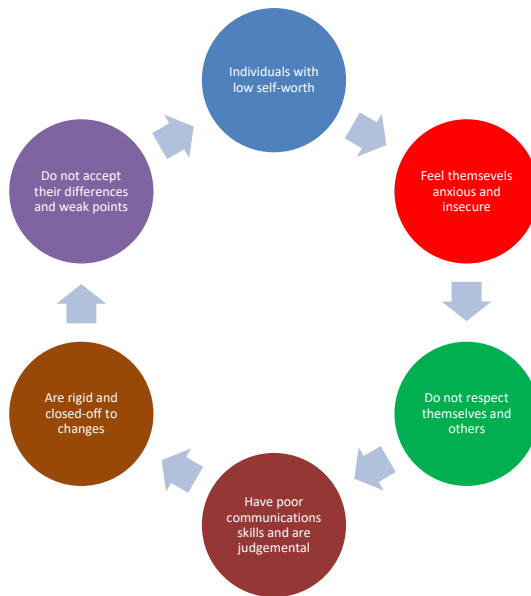 Individuals with
low self-worth
Feel themsevels
anxious and
insecure
Do not respect
themselves and
others
Have poor
communications
skills and are
judgemental
Are rigid and
closed-off to
changes
Do not accept
their differences
and weak points